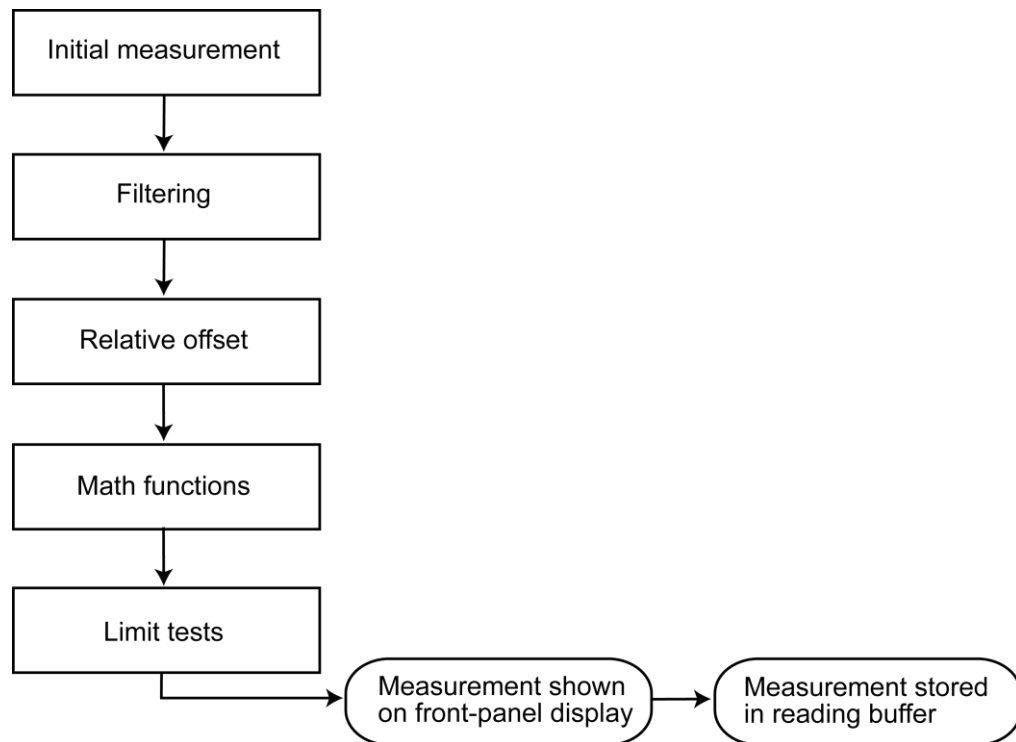 Initial measurement
Filtering
Relative offset
Math functions
Limit tests
Measurement shown
on front-panel display
Measurement stored
in reading buffer